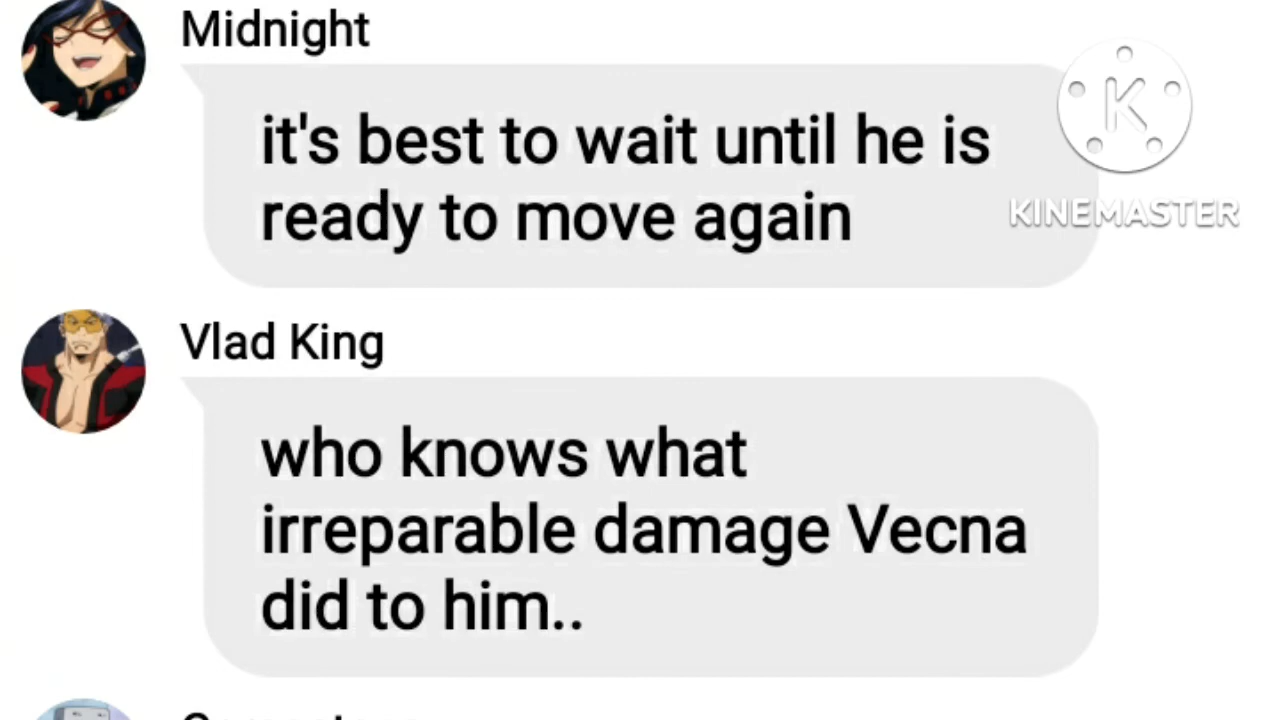 Midnight
it's best to wait until he is
ready to move again
KINEMASTER
Vlad King
who knows what
irreparable damage Vecna
did to him..